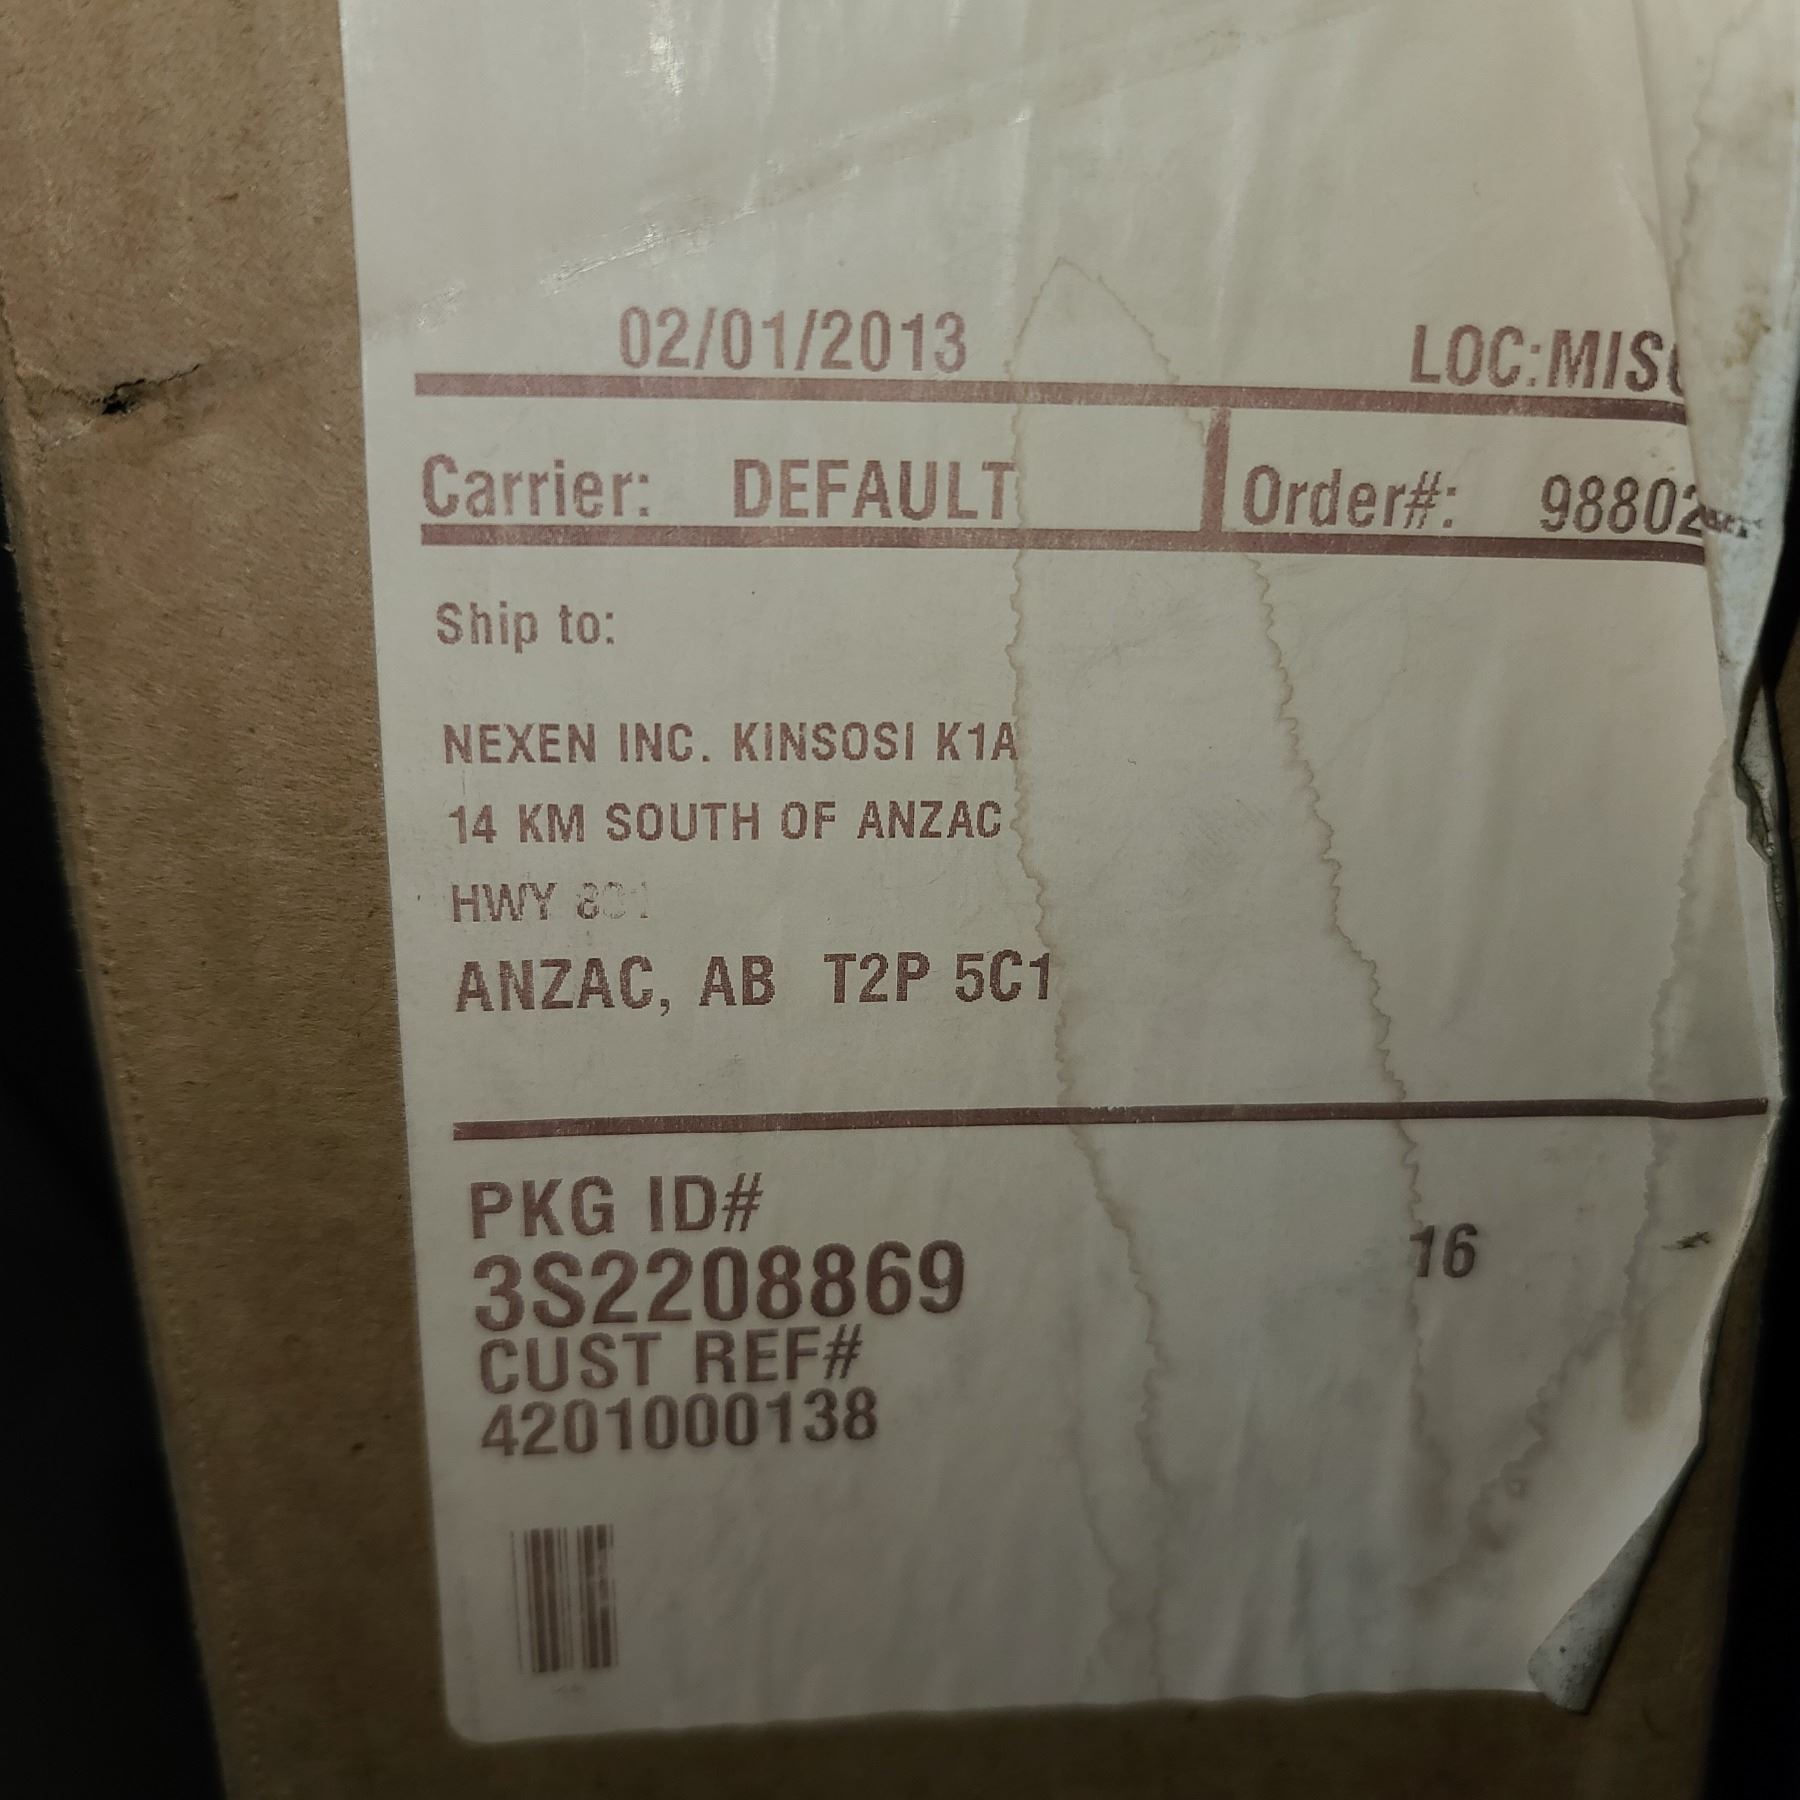 02/01/2013 LOC:MISC
Carrier: DEFAULT Order#: 98802
Ship to:
NEXEN INC. KINSOSI K1A
14 KM SOUTH OF ANZAC
HWY
ANZAC, AB T2P 5C1
PKG ID#
3S2208869 16
CUST REF#
4201000138